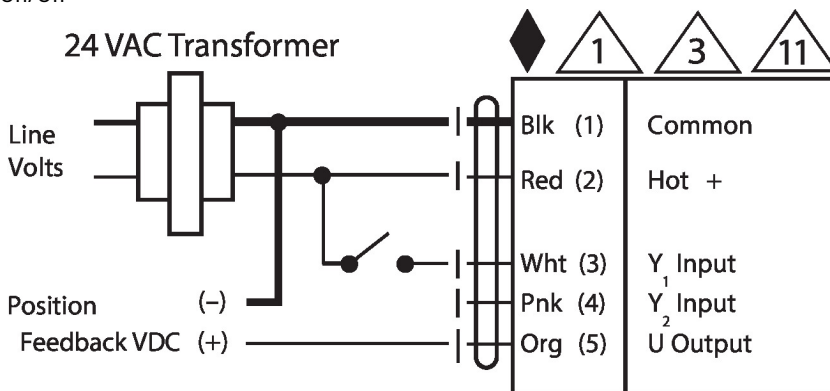 24 VAC Transformer
1
3
11
Line
Volts
Blk (1) Common
Red (2) Hot +
Wht (3) Y1 Input
Pnk (4) Y2 Input
Org (5) U Output
Position (–)
Feedback VDC (+)